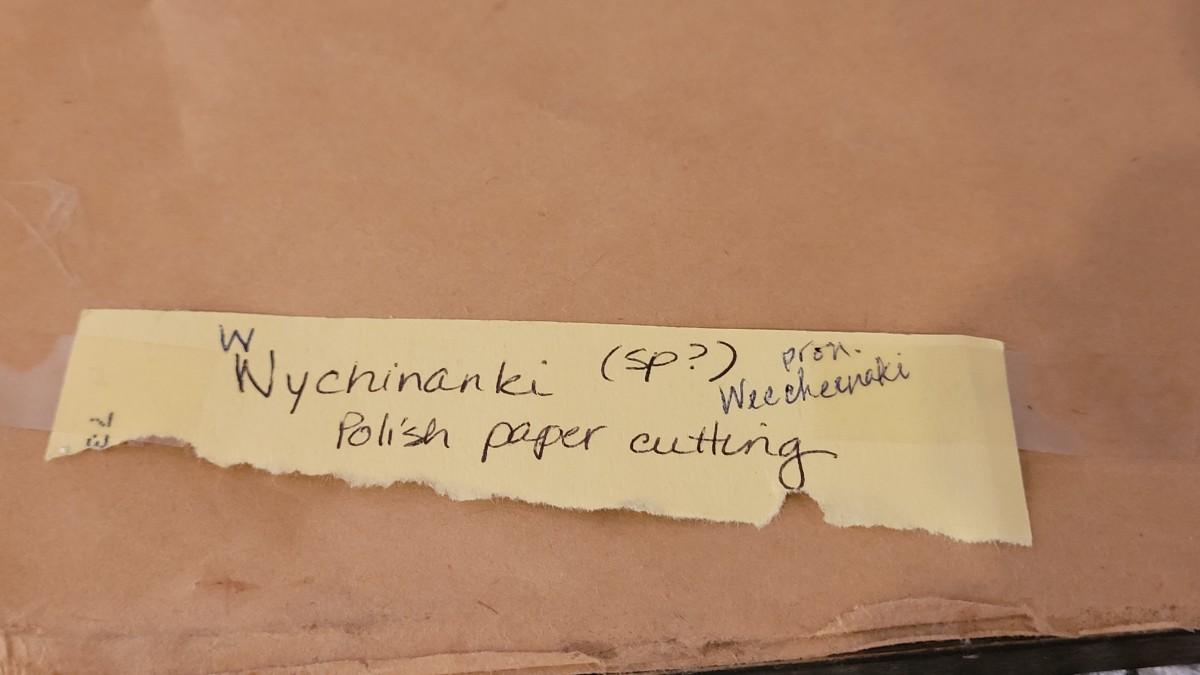 W
Wychinanki (sp?) pron.
Weecheenaki
Polish paper cutting